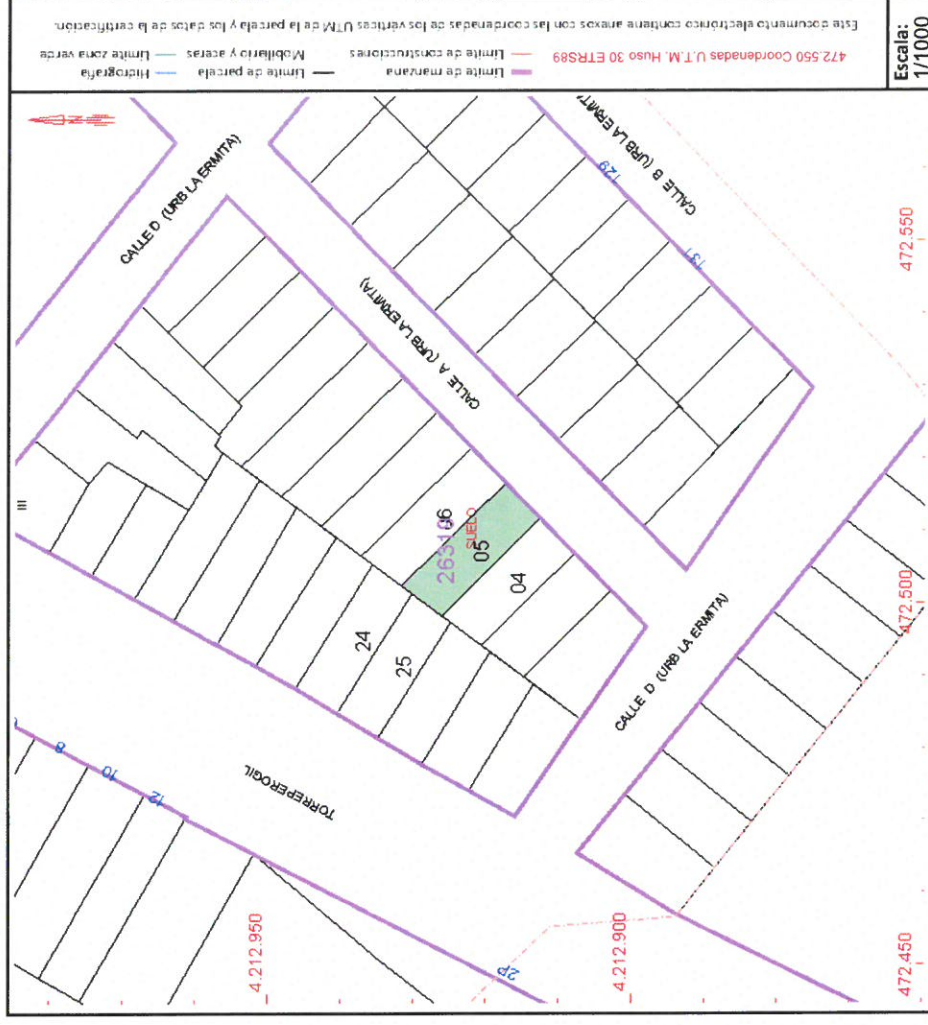 Este documento electrónico contiene anexos con las coordenadas de los vértices UTM de la parcela y los datos de la certificación.
472.550 Coordenadas U.T.M. Huso 30 ETRS89
Límite de manzana
Límite de construcciones
Límite de parcela
Mobiliario y aceras
Hidrografía
Límite zona verde
Escala:
1/1000
N
CALLE D (URB LA ERMITA)
CALLE A (URB LA ERMITA)
CALLE B (URB LA ERMITA
129
131
III
06
SUELO
05
04
24
25
8
10
12
TORREPEROGIL
CALLE D (URB LA ERMITA)
2P
4.212.950
4.212.900
472.450
472.500
472.550